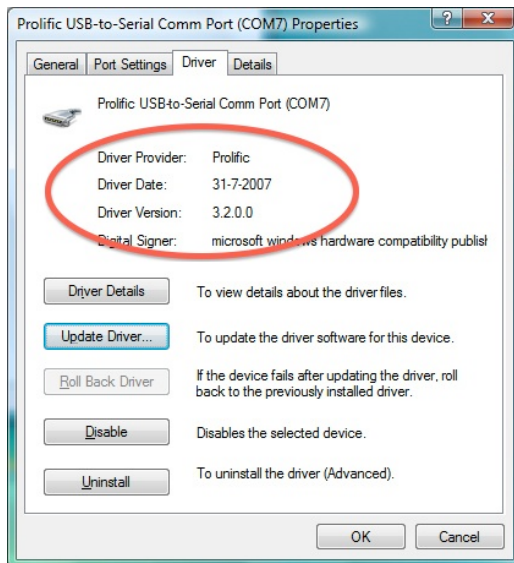 Prolific USB-to-Serial Comm Port (COM7) Properties
General Port Settings Driver Details
Prolific USB-to-Serial Comm Port (COM7)
Driver Provider: Prolific
Driver Date: 31-7-2007
Driver Version: 3.2.0.0
Digital Signer: microsoft windows hardware compatibility publish
Driver Details To view details about the driver files.
Update Driver... To update the driver software for this device.
Roll Back Driver If the device fails after updating the driver, roll
back to the previously installed driver.
Disable Disables the selected device.
Uninstall To uninstall the driver (Advanced).
OK Cancel